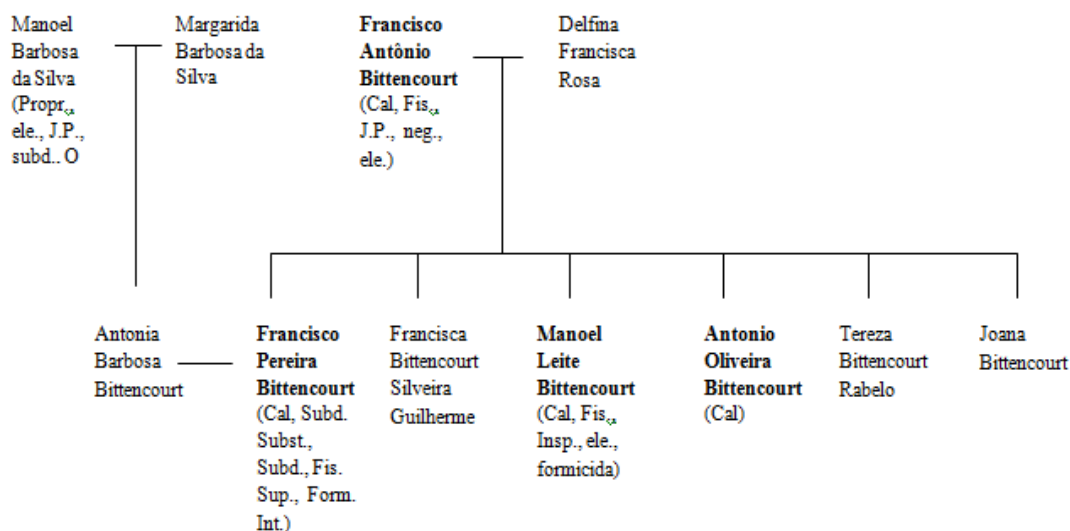 Manoel
Barbosa
da Silva
(Propr.,
ele., J.P.,
subd.. O
Margarida
Barbosa da
Silva
Francisco
Antônio
Bittencourt
(Cal, Fis.,
J.P., neg.,
ele.)
Delfina
Francisca
Rosa
Antonia
Barbosa
Bittencourt
Francisco
Pereira
Bittencourt
(Cal, Subd.
Subst.,
Subd., Fis.
Sup., Form.
Int.)
Francisca
Bittencourt
Silveira
Guilherme
Manoel
Leite
Bittencourt
(Cal, Fis.,
Insp., ele.,
formicida)
Antonio
Oliveira
Bittencourt
(Cal)
Tereza
Bittencourt
Rabelo
Joana
Bittencourt